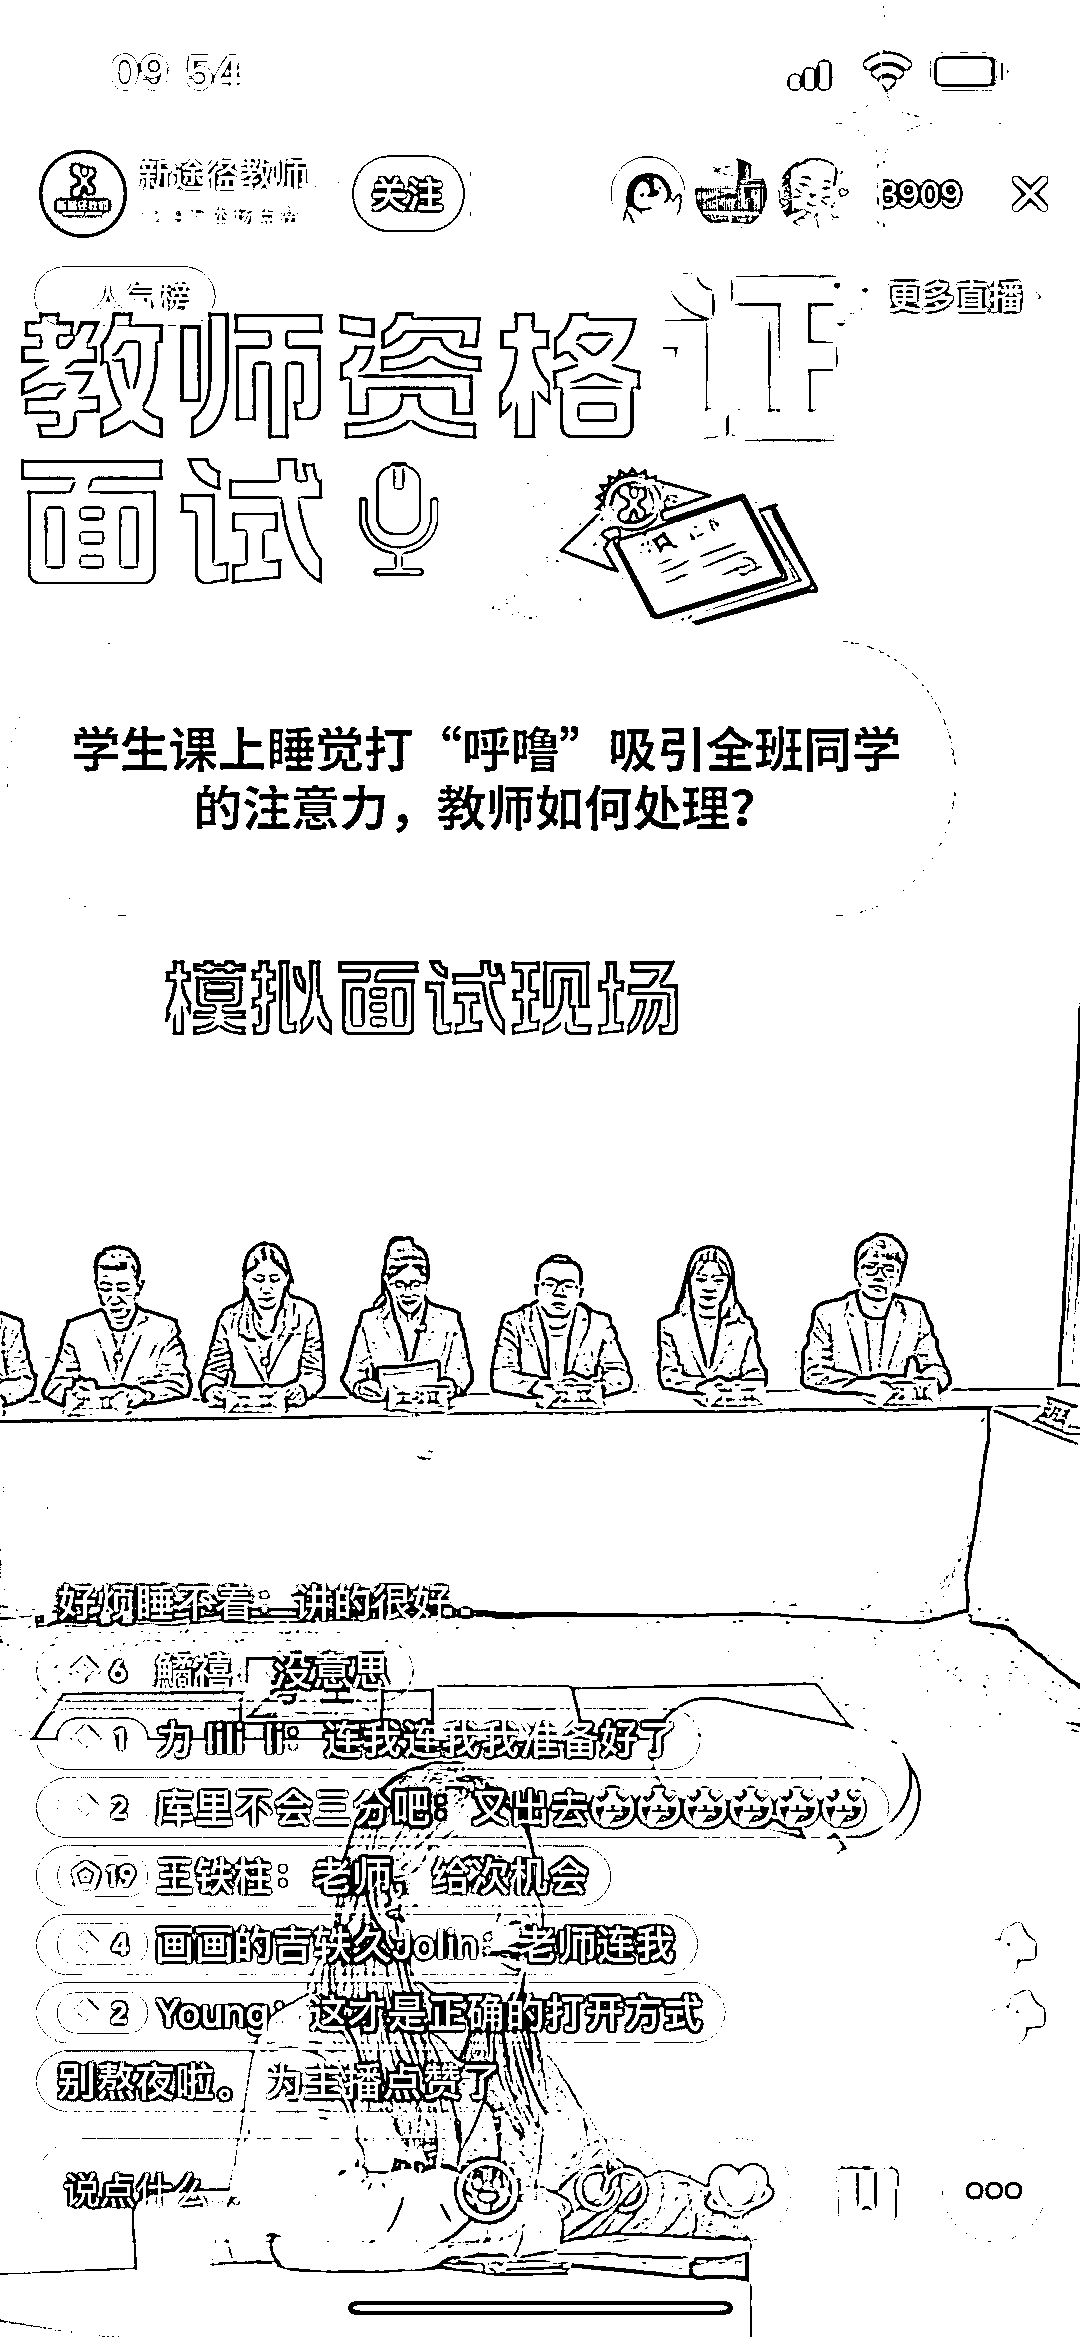 09 54
新途径教师
关注
3909
人气榜
更多直播
教师资格证
面试
学生课上睡觉打“呼噜”吸引全班同学
的注意力，教师如何处理？
模拟面试现场
好烦睡不着：讲的很好
6 禧 没意思
1 力 lili li：连我连我我准备好了
2 库里不会三分吧：又出去
19 王铁柱：老师，给次机会
4 画画的吉轶久Jolin：老师连我
2 Young：这才是正确的打开方式
别熬夜啦。 为主播点赞了
说点什么...